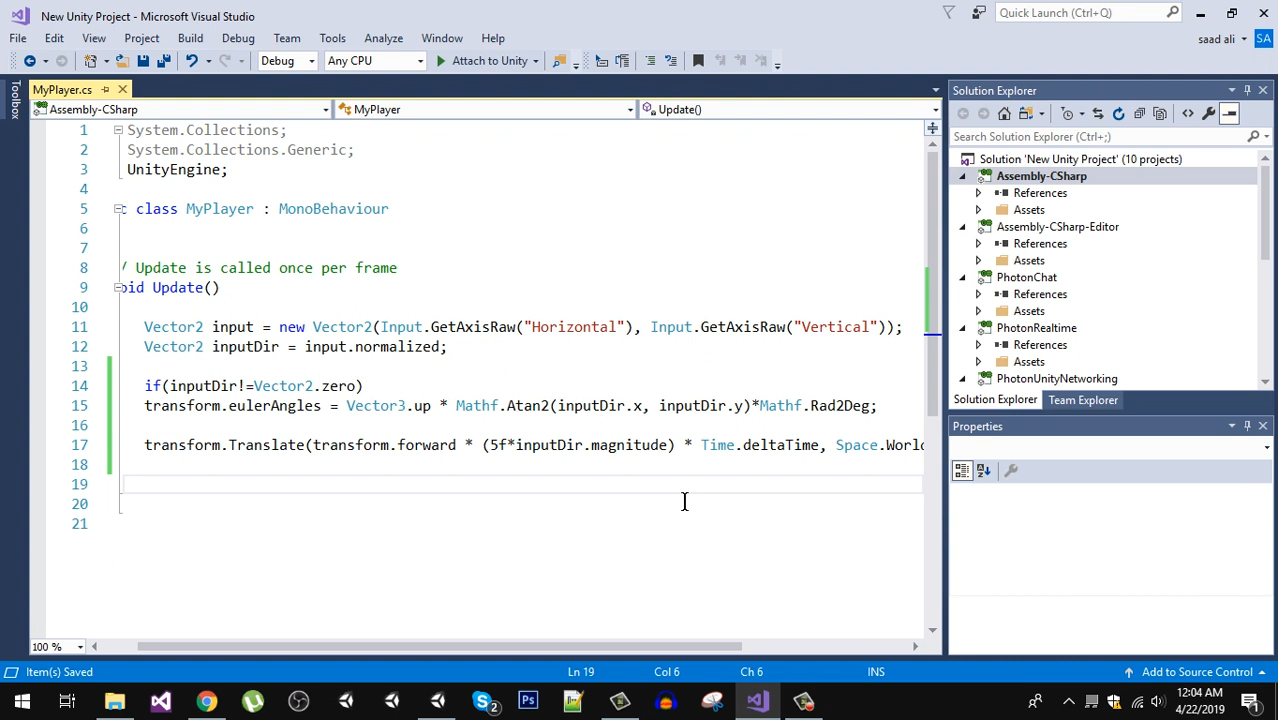 New Unity Project - Microsoft Visual Studio
Quick Launch (Ctrl+Q)
File Edit View Project Build Debug Team Tools Analyze Window Help
saad ali SA
Debug Any CPU Attach to Unity
Toolbox
MyPlayer.cs
Assembly-CSharp MyPlayer Update()
1 System.Collections;
2 System.Collections.Generic;
3 UnityEngine;
4
5 c class MyPlayer : MonoBehaviour
6
7
8 / Update is called once per frame
9 oid Update()
10
11 Vector2 input = new Vector2(Input.GetAxisRaw("Horizontal"), Input.GetAxisRaw("Vertical"));
12 Vector2 inputDir = input.normalized;
13
14 if(inputDir!=Vector2.zero)
15 transform.eulerAngles = Vector3.up * Mathf.Atan2(inputDir.x, inputDir.y)*Mathf.Rad2Deg;
16
17 transform.Translate(transform.forward * (5f*inputDir.magnitude) * Time.deltaTime, Space.World
18
19
20
21
100 %
Solution Explorer
Search Solution Explorer (Ctrl+;)
Solution 'New Unity Project' (10 projects)
Assembly-CSharp
References
Assets
Assembly-CSharp-Editor
References
Assets
PhotonChat
References
Assets
PhotonRealtime
References
Assets
PhotonUnityNetworking
Solution Explorer Team Explorer
Properties
Item(s) Saved Ln 19 Col 6 Ch 6 INS Add to Source Control
2 Ps 12:04 AM
4/22/2019 1